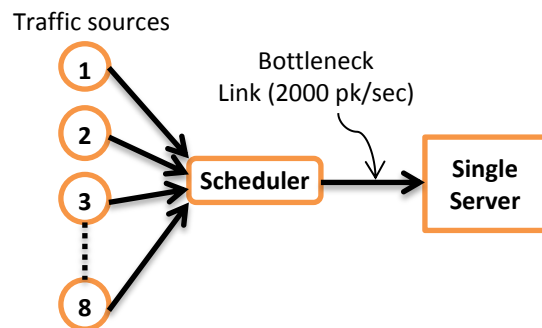 Traffic sources
1
2
3
8
Scheduler
Bottleneck
Link (2000 pk/sec)
Single
Server